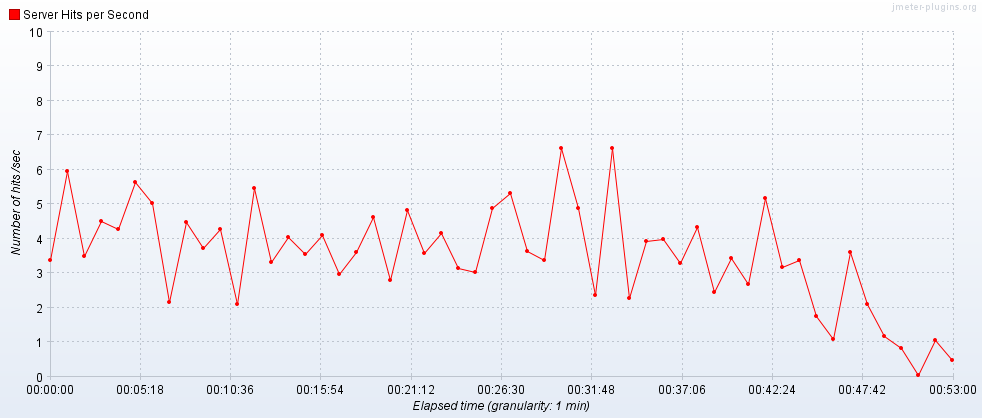 jmeter-plugins.org
Server Hits per Second
10
9
8
7
6
5
4
3
2
1
0
Number of hits /sec
00:00:00 00:05:18 00:10:36 00:15:54 00:21:12 00:26:30 00:31:48 00:37:06 00:42:24 00:47:42 00:53:00
Elapsed time (granularity: 1 min)